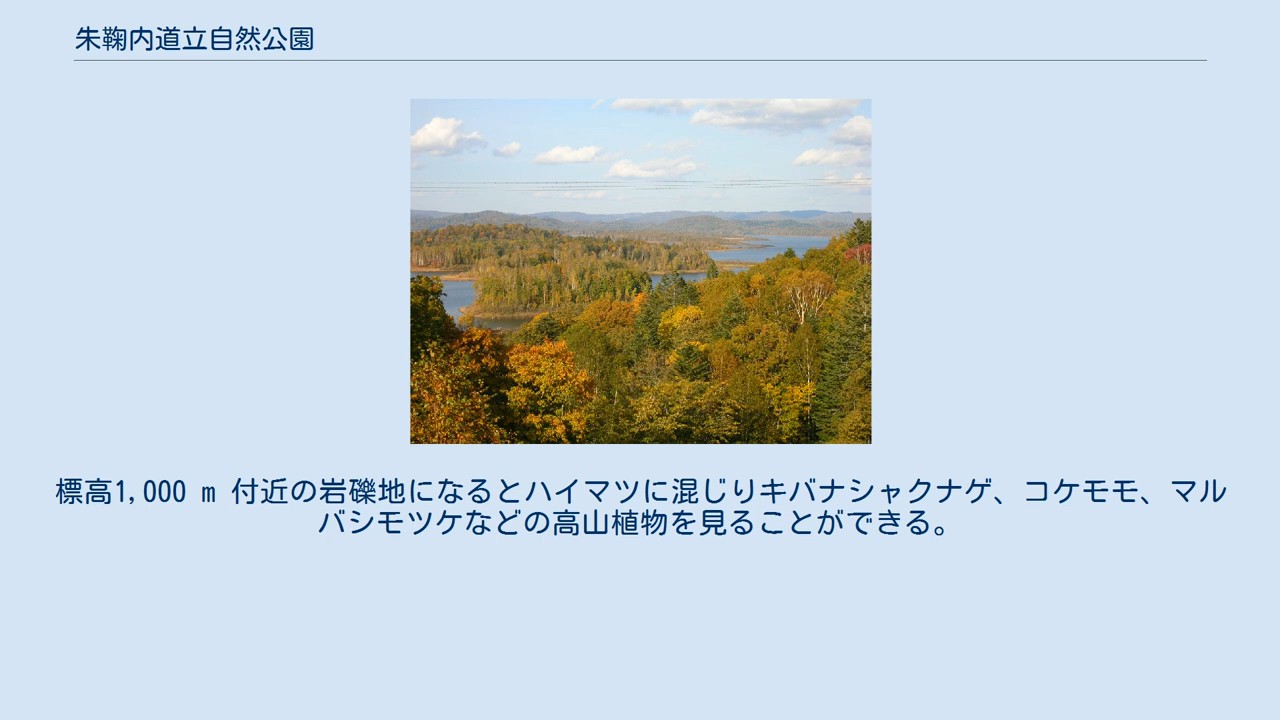 朱鞠内道立自然公園
標高1,000 m 付近の岩礫地になるとハイマツに混じりキバナシャクナゲ、コケモモ、マル
バシモツケなどの高山植物を見ることができる。